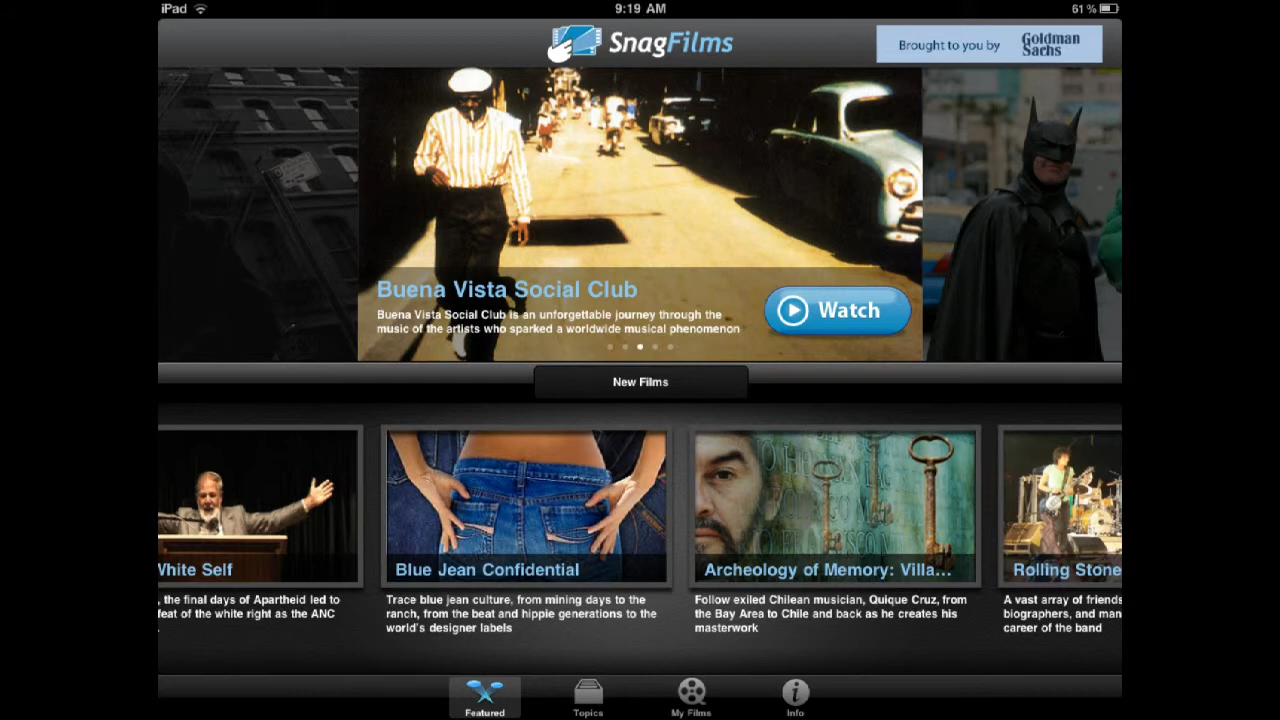 iPad
9:19 AM
61 %
SnagFilms
Brought to you by Goldman Sachs
Buena Vista Social Club
Buena Vista Social Club is an unforgettable journey through the
music of the artists who sparked a worldwide musical phenomenon
Watch
New Films
White Self
, the final days of Apartheid led to
feat of the white right as the ANC
.
Blue Jean Confidential
Trace blue jean culture, from mining days to the
ranch, from the beat and hippie generations to the
world's designer labels
Archeology of Memory: Villa...
Follow exiled Chilean musician, Quique Cruz, from
the Bay Area to Chile and back as he creates his
masterwork
Rolling Stone
A vast array of friends
biographers, and man
career of the band
Featured
Topics
My Films
Info